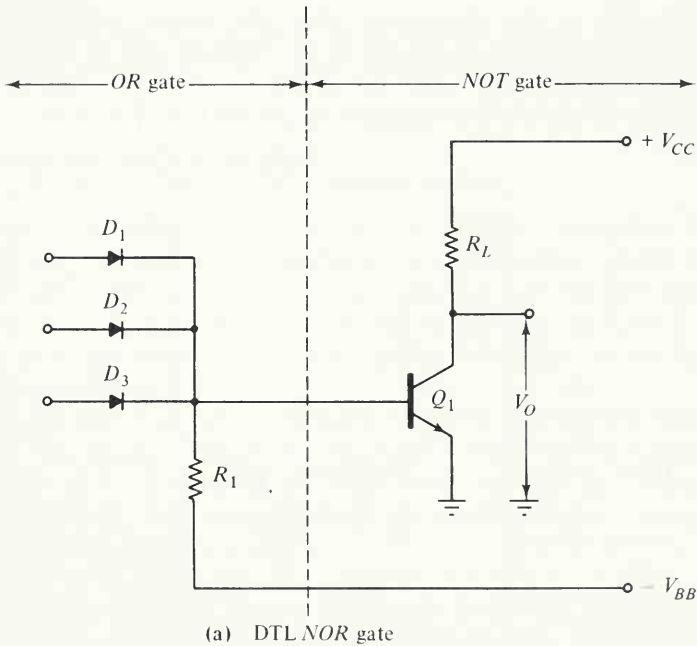 OR gate NOT gate
+ V_CC
D_1
R_L
D_2
D_3
Q_1 V_O
R_1
− V_BB
(a) DTL NOR gate